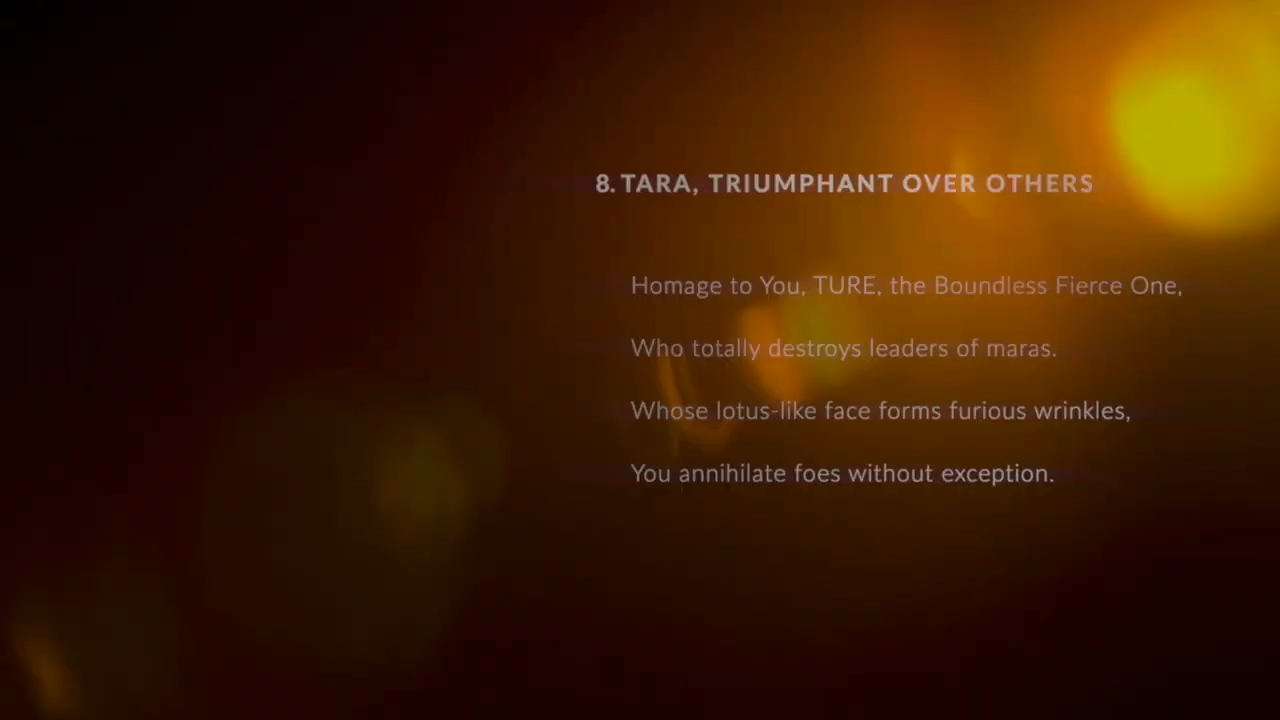 8. TARA, TRIUMPHANT OVER OTHERS
Homage to You, TURE, the Boundless Fierce One,
Who totally destroys leaders of maras.
Whose lotus-like face forms furious wrinkles,
You annihilate foes without exception.